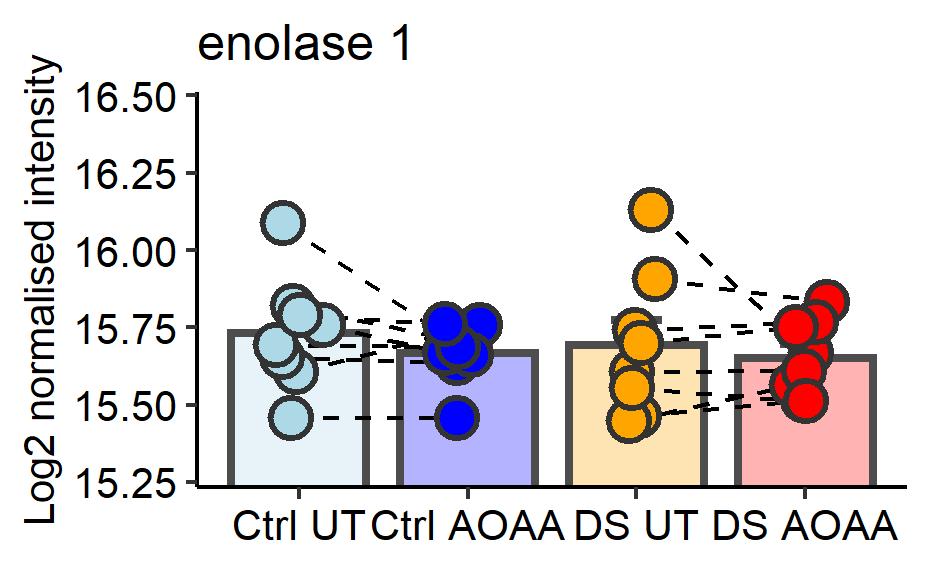 enolase 1
Log2 normalised intensity
16.50
16.25
16.00
15.75
15.50
15.25
Ctrl UT Ctrl AOAA DS UT DS AOAA